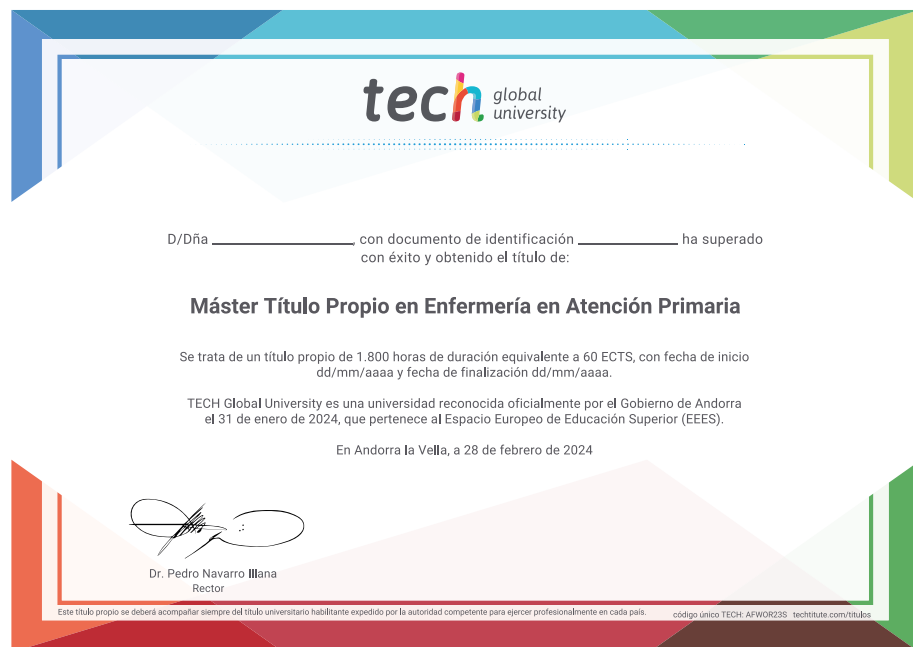 tech global university
D/Dña ____________________, con documento de identificación ______________ ha superado
con éxito y obtenido el título de:
Máster Título Propio en Enfermería en Atención Primaria
Se trata de un título propio de 1.800 horas de duración equivalente a 60 ECTS, con fecha de inicio
dd/mm/aaaa y fecha de finalización dd/mm/aaaa.
TECH Global University es una universidad reconocida oficialmente por el Gobierno de Andorra
el 31 de enero de 2024, que pertenece al Espacio Europeo de Educación Superior (EEES).
En Andorra la Vella, a 28 de febrero de 2024
Dr. Pedro Navarro Illana
Rector
Este título propio se deberá acompañar siempre del título universitario habilitante expedido por la autoridad competente para ejercer profesionalmente en cada país.
código único TECH: AFWOR23S techtitute.com/titulos